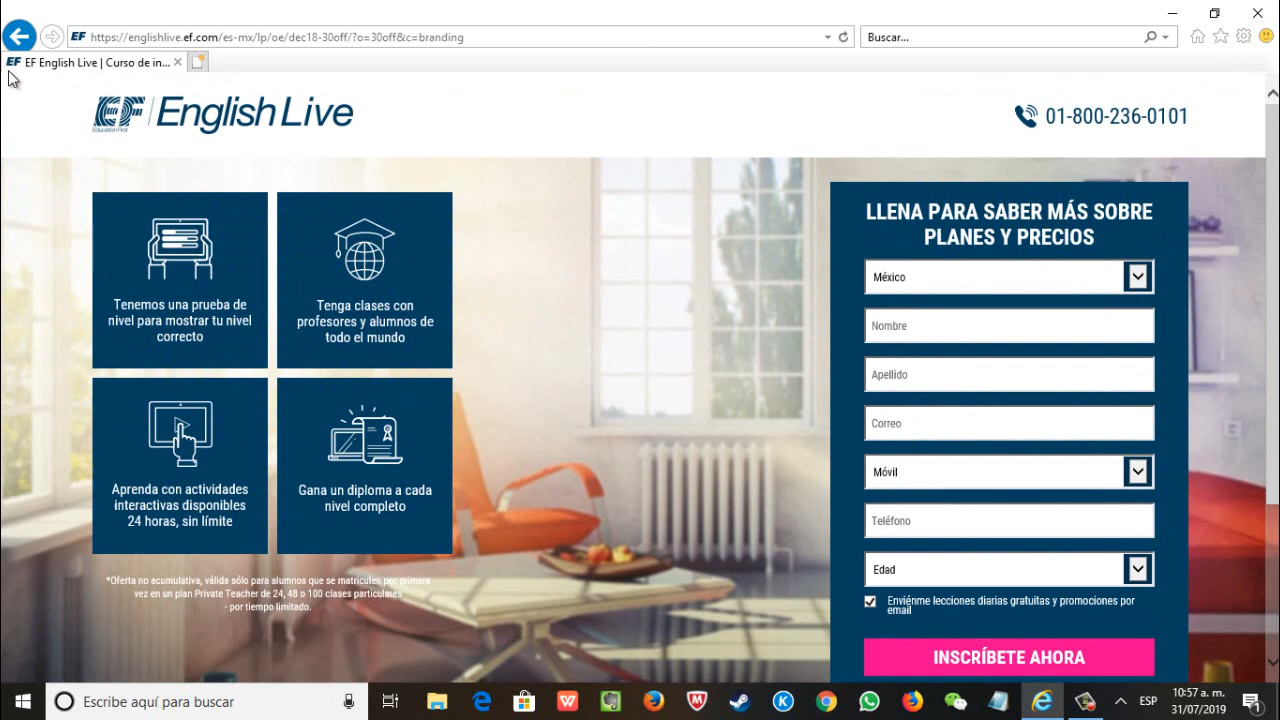 https://englishlive.ef.com/es-mx/lp/oe/dec18-30off/?o=30off&c=branding
Buscar...
EF English Live | Curso de in...
EF
Education First
English Live
01-800-236-0101
Tenemos una prueba de
nivel para mostrar tu nivel
correcto
Tenga clases con
profesores y alumnos de
todo el mundo
Aprenda con actividades
interactivas disponibles
24 horas, sin límite
Gana un diploma a cada
nivel completo
*Oferta no acumulativa, válida sólo para alumnos que se matriculen por primera
vez en un plan Private Teacher de 24, 48 o 100 clases particulares
- por tiempo limitado.
LLENA PARA SABER MÁS SOBRE
PLANES Y PRECIOS
México
Nombre
Apellido
Correo
Móvil
Teléfono
Edad
Enviénme lecciones diarias gratuitas y promociones por
email
INSCRÍBETE AHORA
Escribe aquí para buscar
ESP
10:57 a. m.
31/07/2019